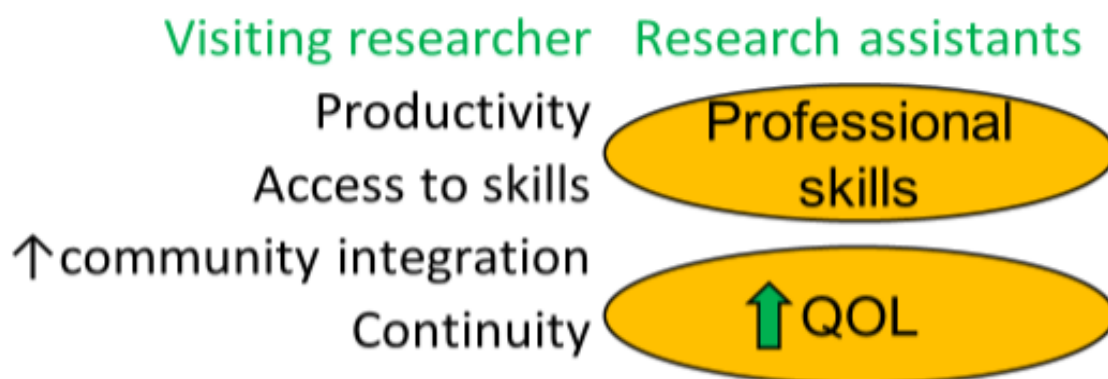 Visiting researcher
Productivity
Access to skills
↑community integration
Continuity
Research assistants
Professional
skills
QOL